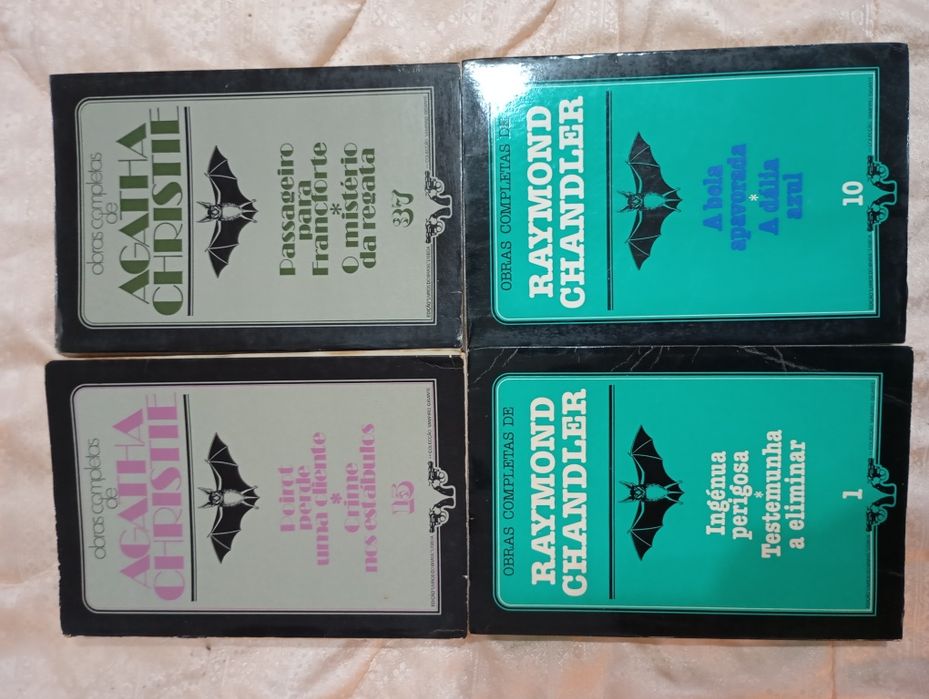 obras completas
de
AGATHA
CHRISTIE
Passageiro
para
Francoforte
*
O mistério
da regata
37
OBRAS COMPLETAS DE
RAYMOND
CHANDLER
A bela
apavorada
*
A dália
azul
10
obras completas
de
AGATHA
CHRISTIE
Poirot
perde
uma cliente
*
Crime
nos estábulos
15
OBRAS COMPLETAS DE
RAYMOND
CHANDLER
Ingénua
perigosa
*
Testemunha
a eliminar
1